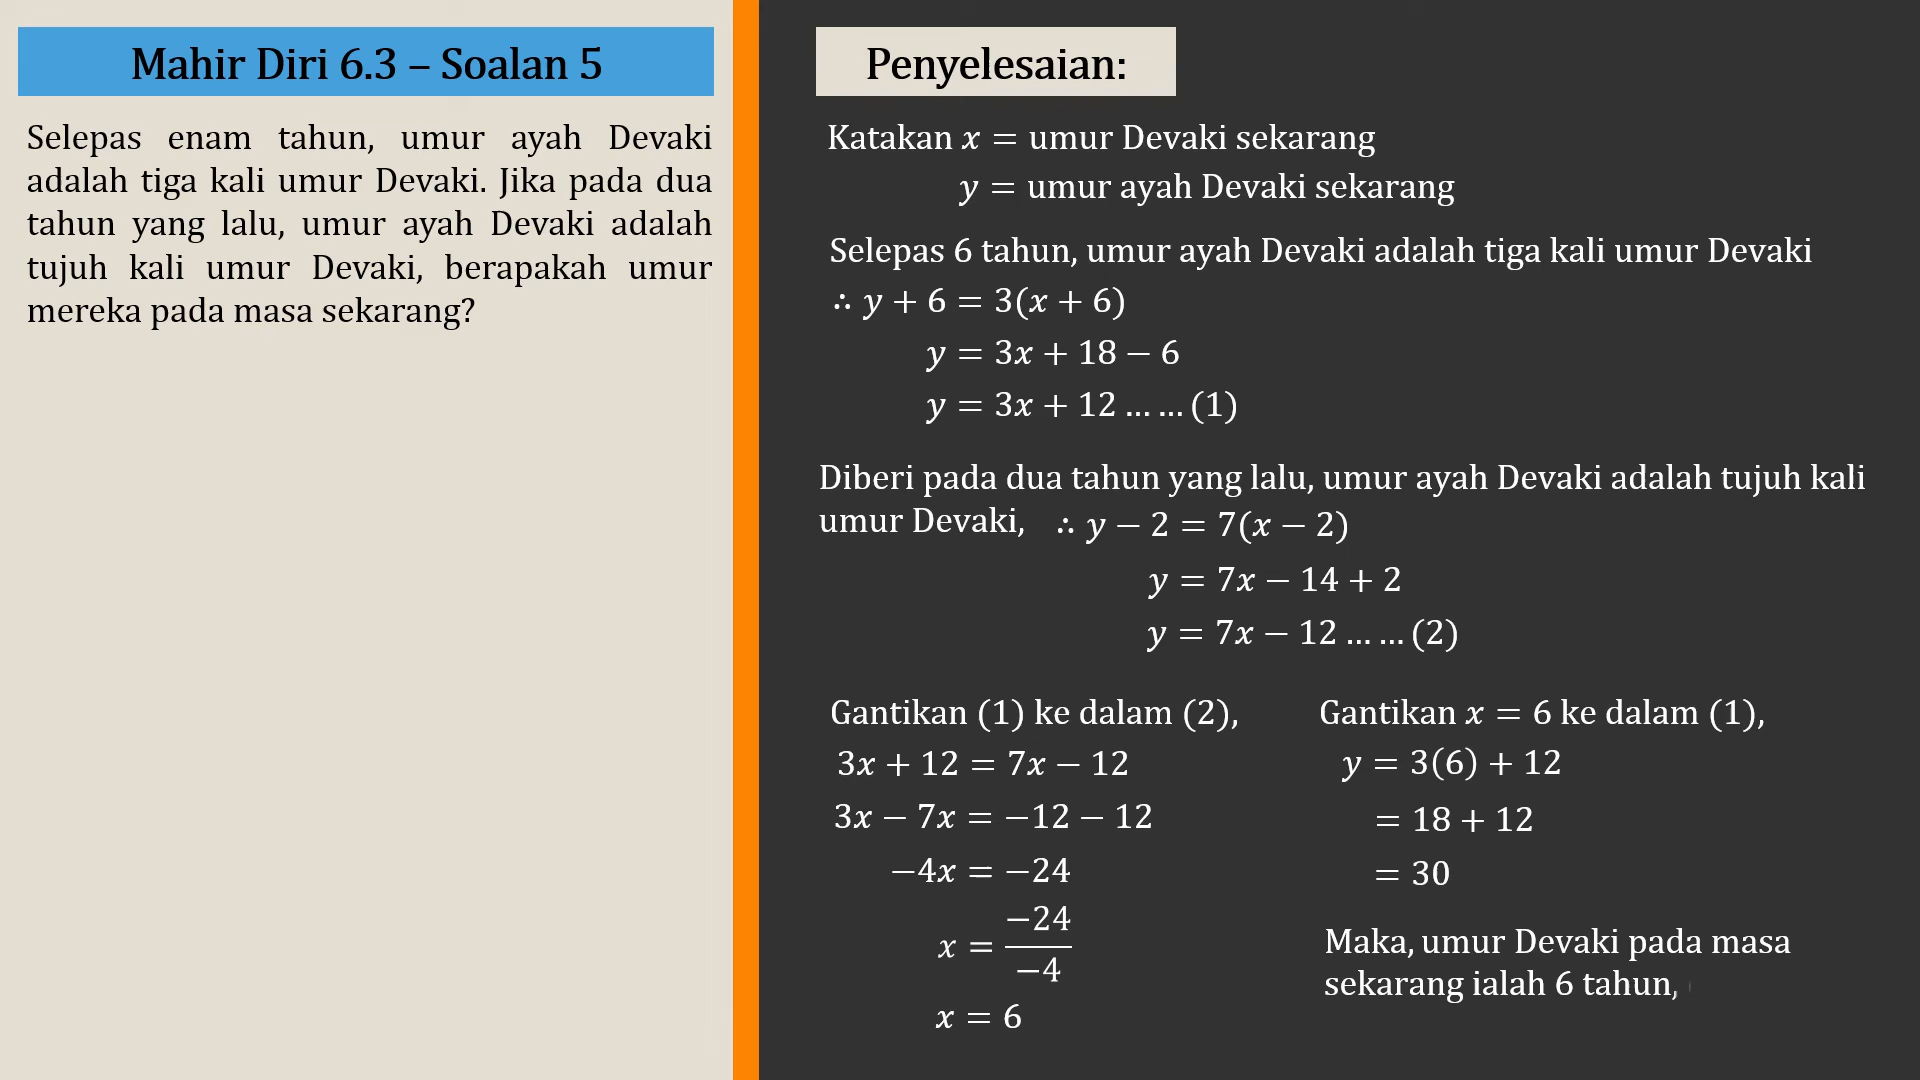 Mahir Diri 6.3 – Soalan 5
Selepas enam tahun, umur ayah Devaki
adalah tiga kali umur Devaki. Jika pada dua
tahun yang lalu, umur ayah Devaki adalah
tujuh kali umur Devaki, berapakah umur
mereka pada masa sekarang?
Penyelesaian:
Katakan x = umur Devaki sekarang
y = umur ayah Devaki sekarang
Selepas 6 tahun, umur ayah Devaki adalah tiga kali umur Devaki
∴ y + 6 = 3(x + 6)
y = 3x + 18 − 6
y = 3x + 12 … … (1)
Diberi pada dua tahun yang lalu, umur ayah Devaki adalah tujuh kali
umur Devaki, ∴ y − 2 = 7(x − 2)
y = 7x − 14 + 2
y = 7x − 12 … … (2)
Gantikan (1) ke dalam (2),
3x + 12 = 7x − 12
3x − 7x = −12 − 12
−4x = −24
x = −24/−4
x = 6
Gantikan x = 6 ke dalam (1),
y = 3(6) + 12
= 18 + 12
= 30
Maka, umur Devaki pada masa
sekarang ialah 6 tahun,